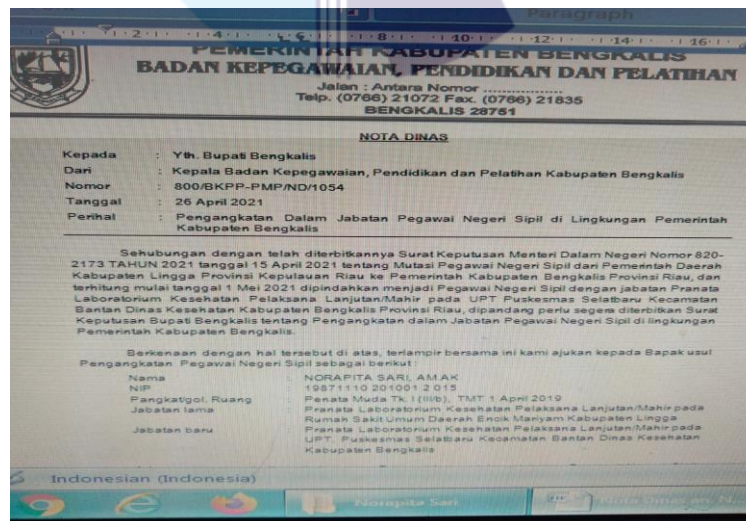 Paragraph
PEMERINTAH KABUPATEN BENGKALIS
BADAN KEPEGAWAIAN, PENDIDIKAN DAN PELATIHAN
Jalan : Antara Nomor ................
Telp. (0766) 21072 Fax. (0766) 21835
BENGKALIS 28751
NOTA DINAS
Kepada : Yth. Bupati Bengkalis
Dari : Kepala Badan Kepegawaian, Pendidikan dan Pelatihan Kabupaten Bengkalis
Nomor : 800/BKPP-PMP/ND/1054
Tanggal : 26 April 2021
Perihal : Pengangkatan Dalam Jabatan Pegawai Negeri Sipil di Lingkungan Pemerintah
Kabupaten Bengkalis
Sehubungan dengan telah diterbitkannya Surat Keputusan Menteri Dalam Negeri Nomor 820-
2173 TAHUN 2021 tanggal 15 April 2021 tentang Mutasi Pegawai Negeri Sipil dari Pemerintah Daerah
Kabupaten Lingga Provinsi Kepulauan Riau ke Pemerintah Kabupaten Bengkalis Provinsi Riau, dan
terhitung mulai tanggal 1 Mei 2021 dipindahkan menjadi Pegawai Negeri Sipil dengan jabatan Pranata
Laboratorium Kesehatan Pelaksana Lanjutan/Mahir pada UPT Puskesmas Selatbaru Kecamatan
Bantan Dinas Kesehatan Kabupaten Bengkalis Provinsi Riau, dipandang perlu segera diterbitkan Surat
Keputusan Bupati Bengkalis tentang Pengangkatan dalam Jabatan Pegawai Negeri Sipil di lingkungan
Pemerintah Kabupaten Bengkalis.
Berkenaan dengan hal tersebut di atas, terlampir bersama ini kami ajukan kepada Bapak usul
Pengangkatan Pegawai Negeri Sipil sebagai berikut :
Nama : NORAPITA SARI, AM.AK
NIP : 19871110 201001 2 015
Pangkat/gol. Ruang : Penata Muda Tk. I (III/b), TMT 1 April 2019
Jabatan lama : Pranata Laboratorium Kesehatan Pelaksana Lanjutan/Mahir pada
Rumah Sakit Umum Daerah Encik Mariyam Kabupaten Lingga
Jabatan baru : Pranata Laboratorium Kesehatan Pelaksana Lanjutan/Mahir pada
UPT. Puskesmas Selatbaru Kecamatan Bantan Dinas Kesehatan
Kabupaten Bengkalis
Indonesian (Indonesia)
Norapita Sari
Nota Dinas an. N...